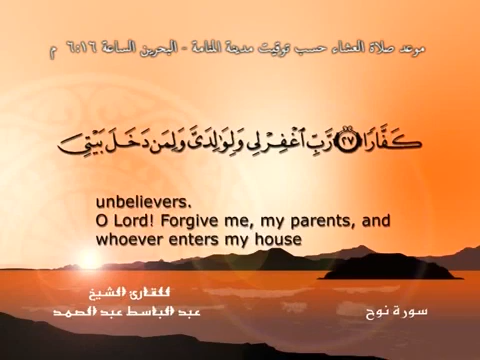 موعد صلاة العشاء حسب توقيت مدينة المنامة - البحرين الساعة ٦:١٦ م
كَفَّارًا ٢٧ رَّبِّ ٱغْفِرْ لِى وَلِوَٰلِدَىَّ وَلِمَن دَخَلَ بَيْتِىَ
unbelievers.
O Lord! Forgive me, my parents, and
whoever enters my house
للقارئ الشيخ
عبد الباسط عبد الصمد
سورة نوح